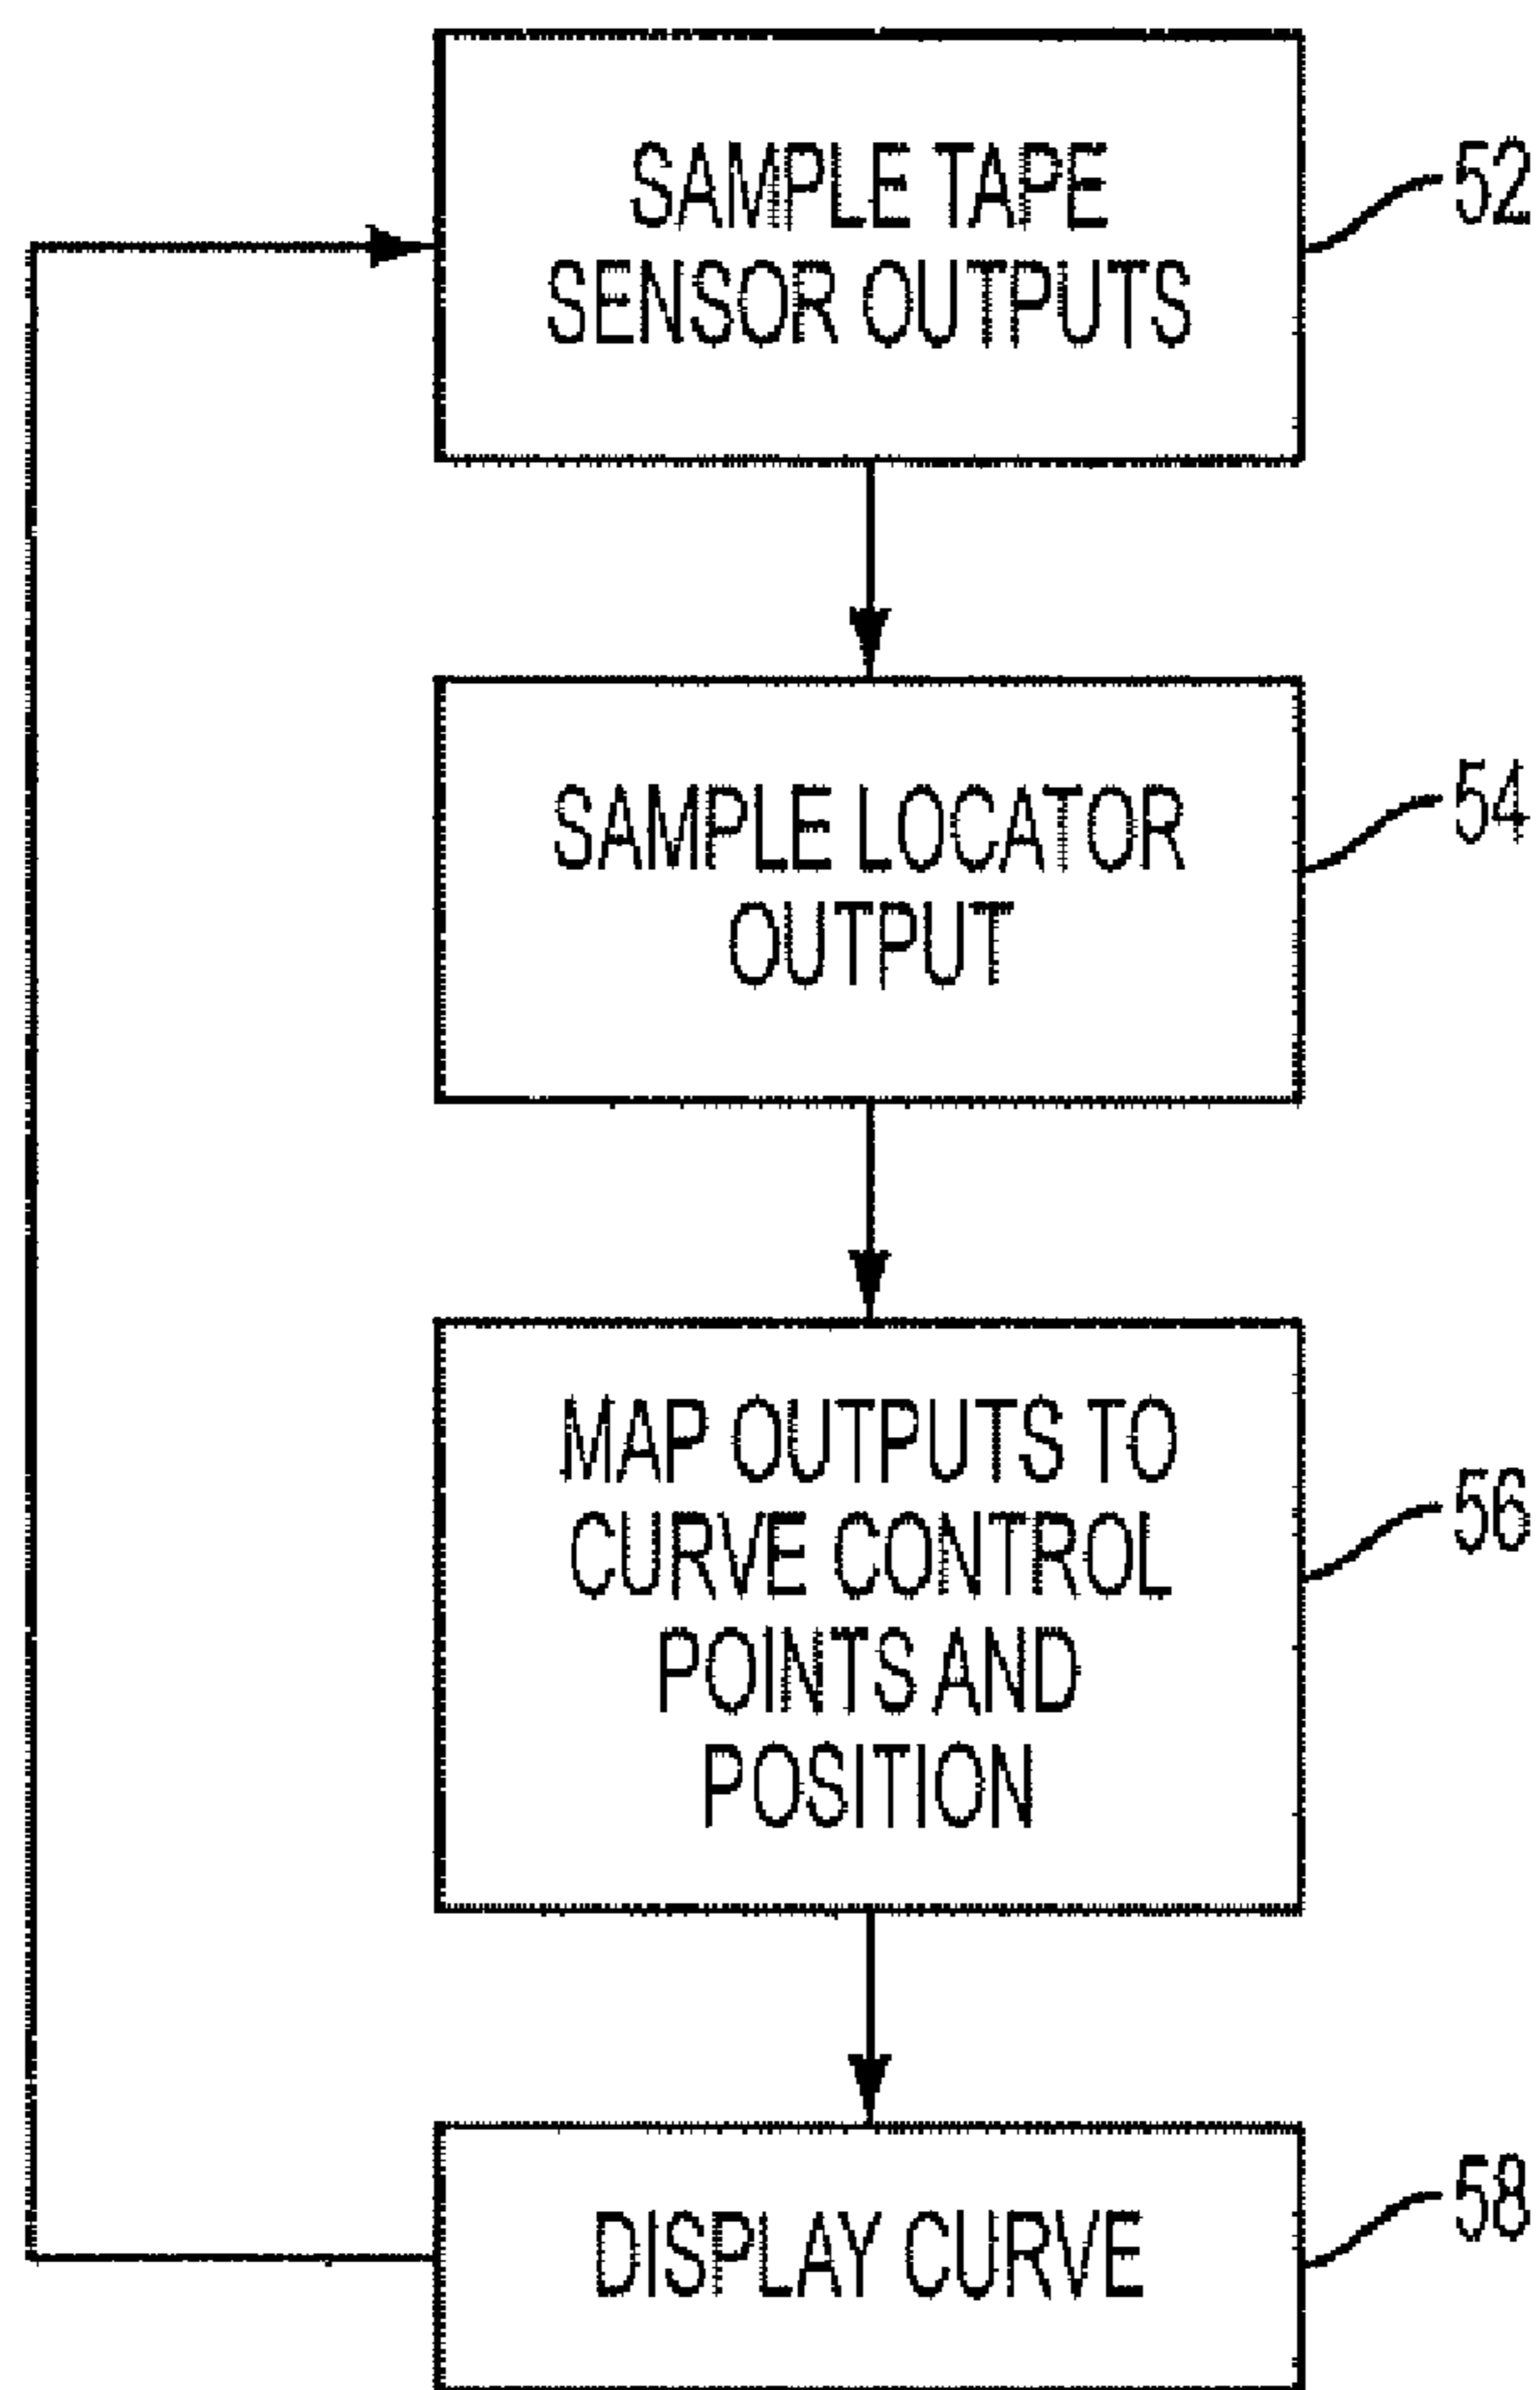 SAMPLE TAPE
SENSOR OUTPUTS
52
SAMPLE LOCATOR
OUTPUT
54
MAP OUTPUTS TO
CURVE CONTROL
POINTS AND
POSITION
56
DISPLAY CURVE
58